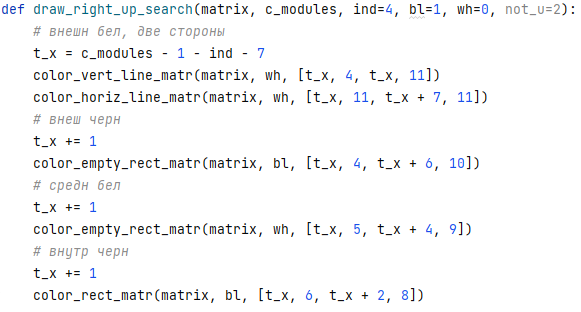 def draw_right_up_search(matrix, c_modules, ind=4, bl=1, wh=0, not_u=2):
    # внешн бел, две стороны
    t_x = c_modules - 1 - ind - 7
    color_vert_line_matr(matrix, wh, [t_x, 4, t_x, 11])
    color_horiz_line_matr(matrix, wh, [t_x, 11, t_x + 7, 11])
    # внеш черн
    t_x += 1
    color_empty_rect_matr(matrix, bl, [t_x, 4, t_x + 6, 10])
    # средн бел
    t_x += 1
    color_empty_rect_matr(matrix, wh, [t_x, 5, t_x + 4, 9])
    # внутр черн
    t_x += 1
    color_rect_matr(matrix, bl, [t_x, 6, t_x + 2, 8])